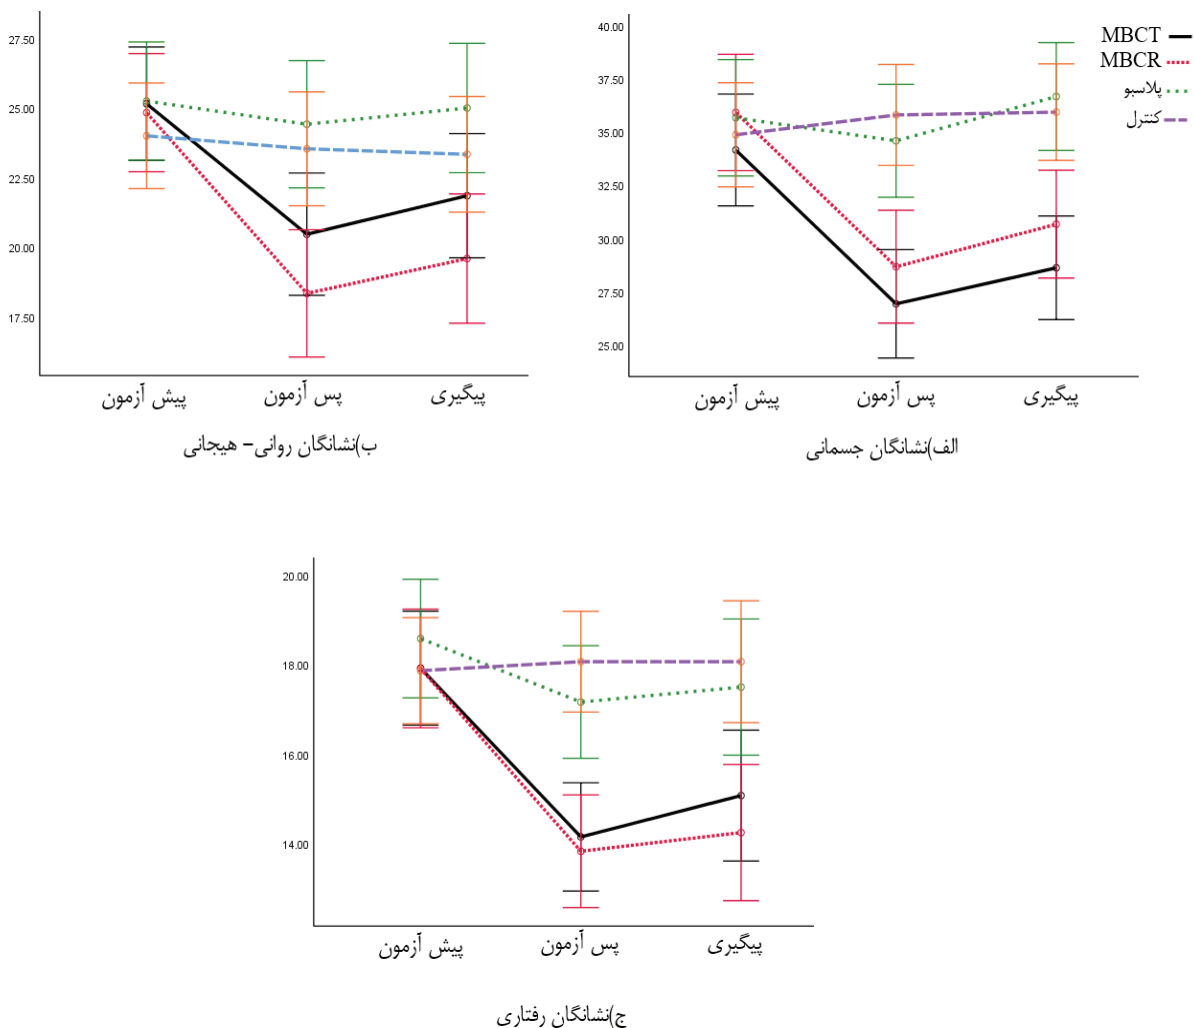 MBCT
MBCR
پلاسبو
کنترل
40.00
37.50
35.00
32.50
30.00
27.50
25.00
پیش آزمون
پس آزمون
پیگیری
الف)نشانگان جسمانی
27.50
25.00
22.50
20.00
17.50
پیش آزمون
پس آزمون
پیگیری
ب)نشانگان روانی- هیجانی
20.00
18.00
16.00
14.00
پیش آزمون
پس آزمون
پیگیری
ج)نشانگان رفتاری